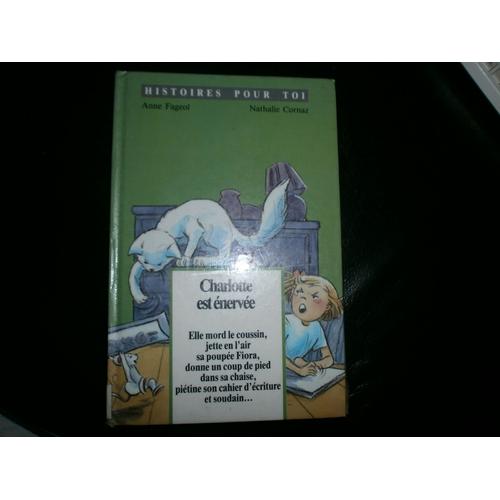 HISTOIRES POUR TOI
Anne Fageol Nathalie Cornaz
Charlotte
est énervée
Elle mord le coussin,
jette en l'air
sa poupée Fiora,
donne un coup de pied
dans sa chaise,
piétine son cahier d'écriture
et soudain...